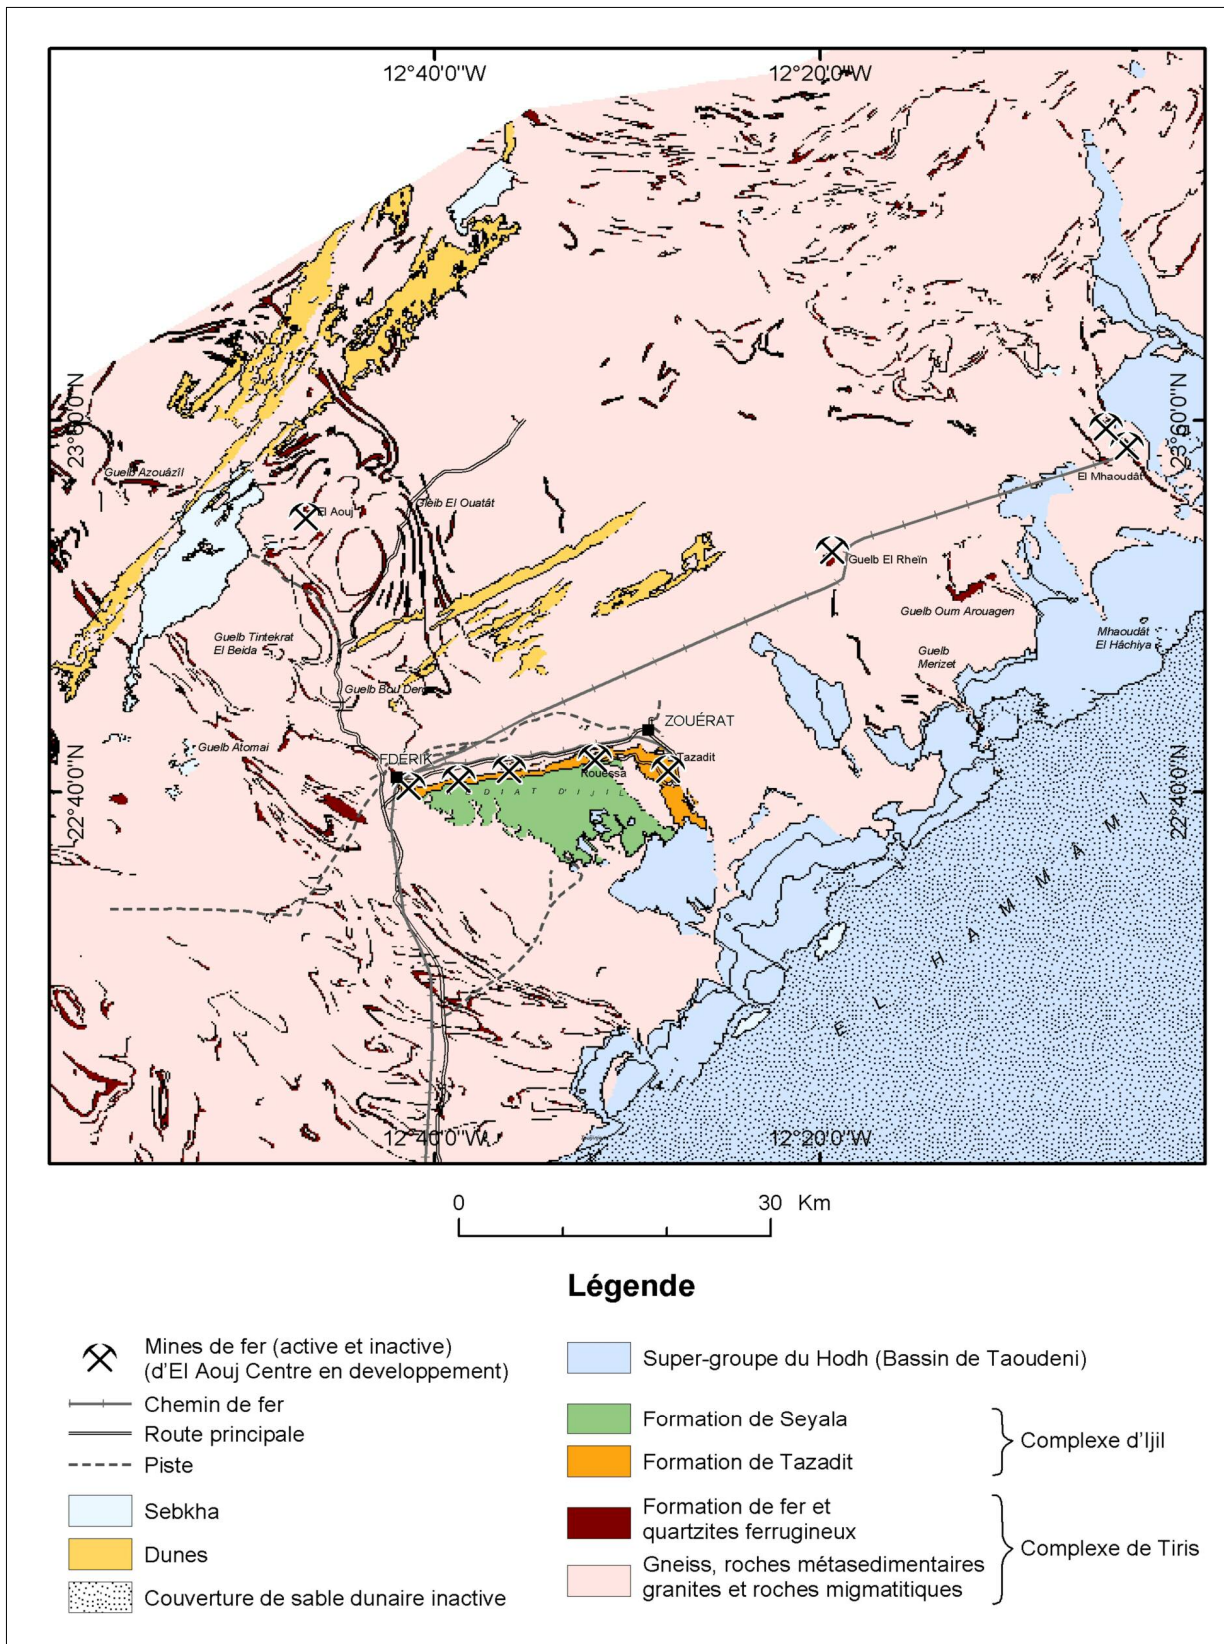 12°40'0"W
12°20'0"W
23°0'0"N
23°0'0"N
Guelb Azouâzîl
El Mhaoudât
El Aouj
Gleib El Ouatât
Guelb El Rheïn
Guelb Oum Arouagen
Guelb Tintekrat
El Beida
Mhaoudât
El Hâchiya
Guelb
Merizet
Guelb Bou Derr
ZOUÉRAT
Guelb Atomai
FDERIK
Tazadit
Rouessa
DIAT D'IJIL
22°40'0"N
22°40'0"N
EL HAMMÂMI
12°40'0"W
12°20'0"W
0 30 Km
Légende
Mines de fer (active et inactive)
(d'El Aouj Centre en developpement)
Chemin de fer
Route principale
Piste
Sebkha
Dunes
Couverture de sable dunaire inactive
Super-groupe du Hodh (Bassin de Taoudeni)
Formation de Seyala
Formation de Tazadit
Complexe d'Ijil
Formation de fer et
quartzites ferrugineux
Gneiss, roches métasedimentaires
granites et roches migmatitiques
Complexe de Tiris